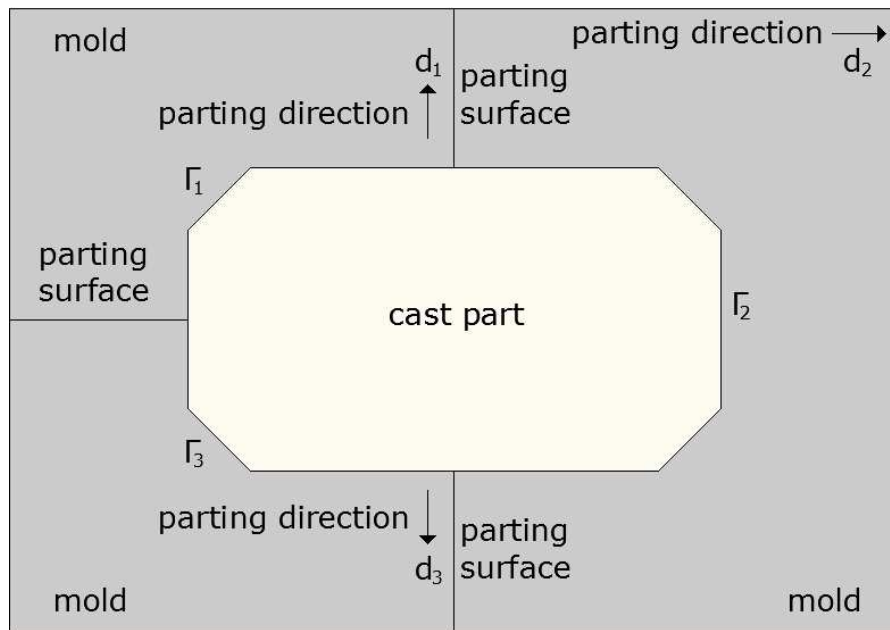 mold
parting direction
d₂
d₁
parting
surface
parting direction
Γ₁
parting
surface
cast part
Γ₂
Γ₃
parting direction
d₃
parting
surface
mold
mold